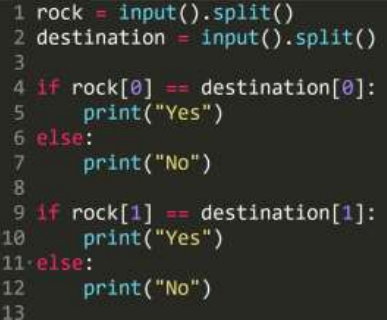 1 rock = input().split()
2 destination = input().split()
3
4 if rock[0] == destination[0]:
5     print("Yes")
6 else:
7     print("No")
8
9 if rock[1] == destination[1]:
10     print("Yes")
11 else:
12     print("No")
13